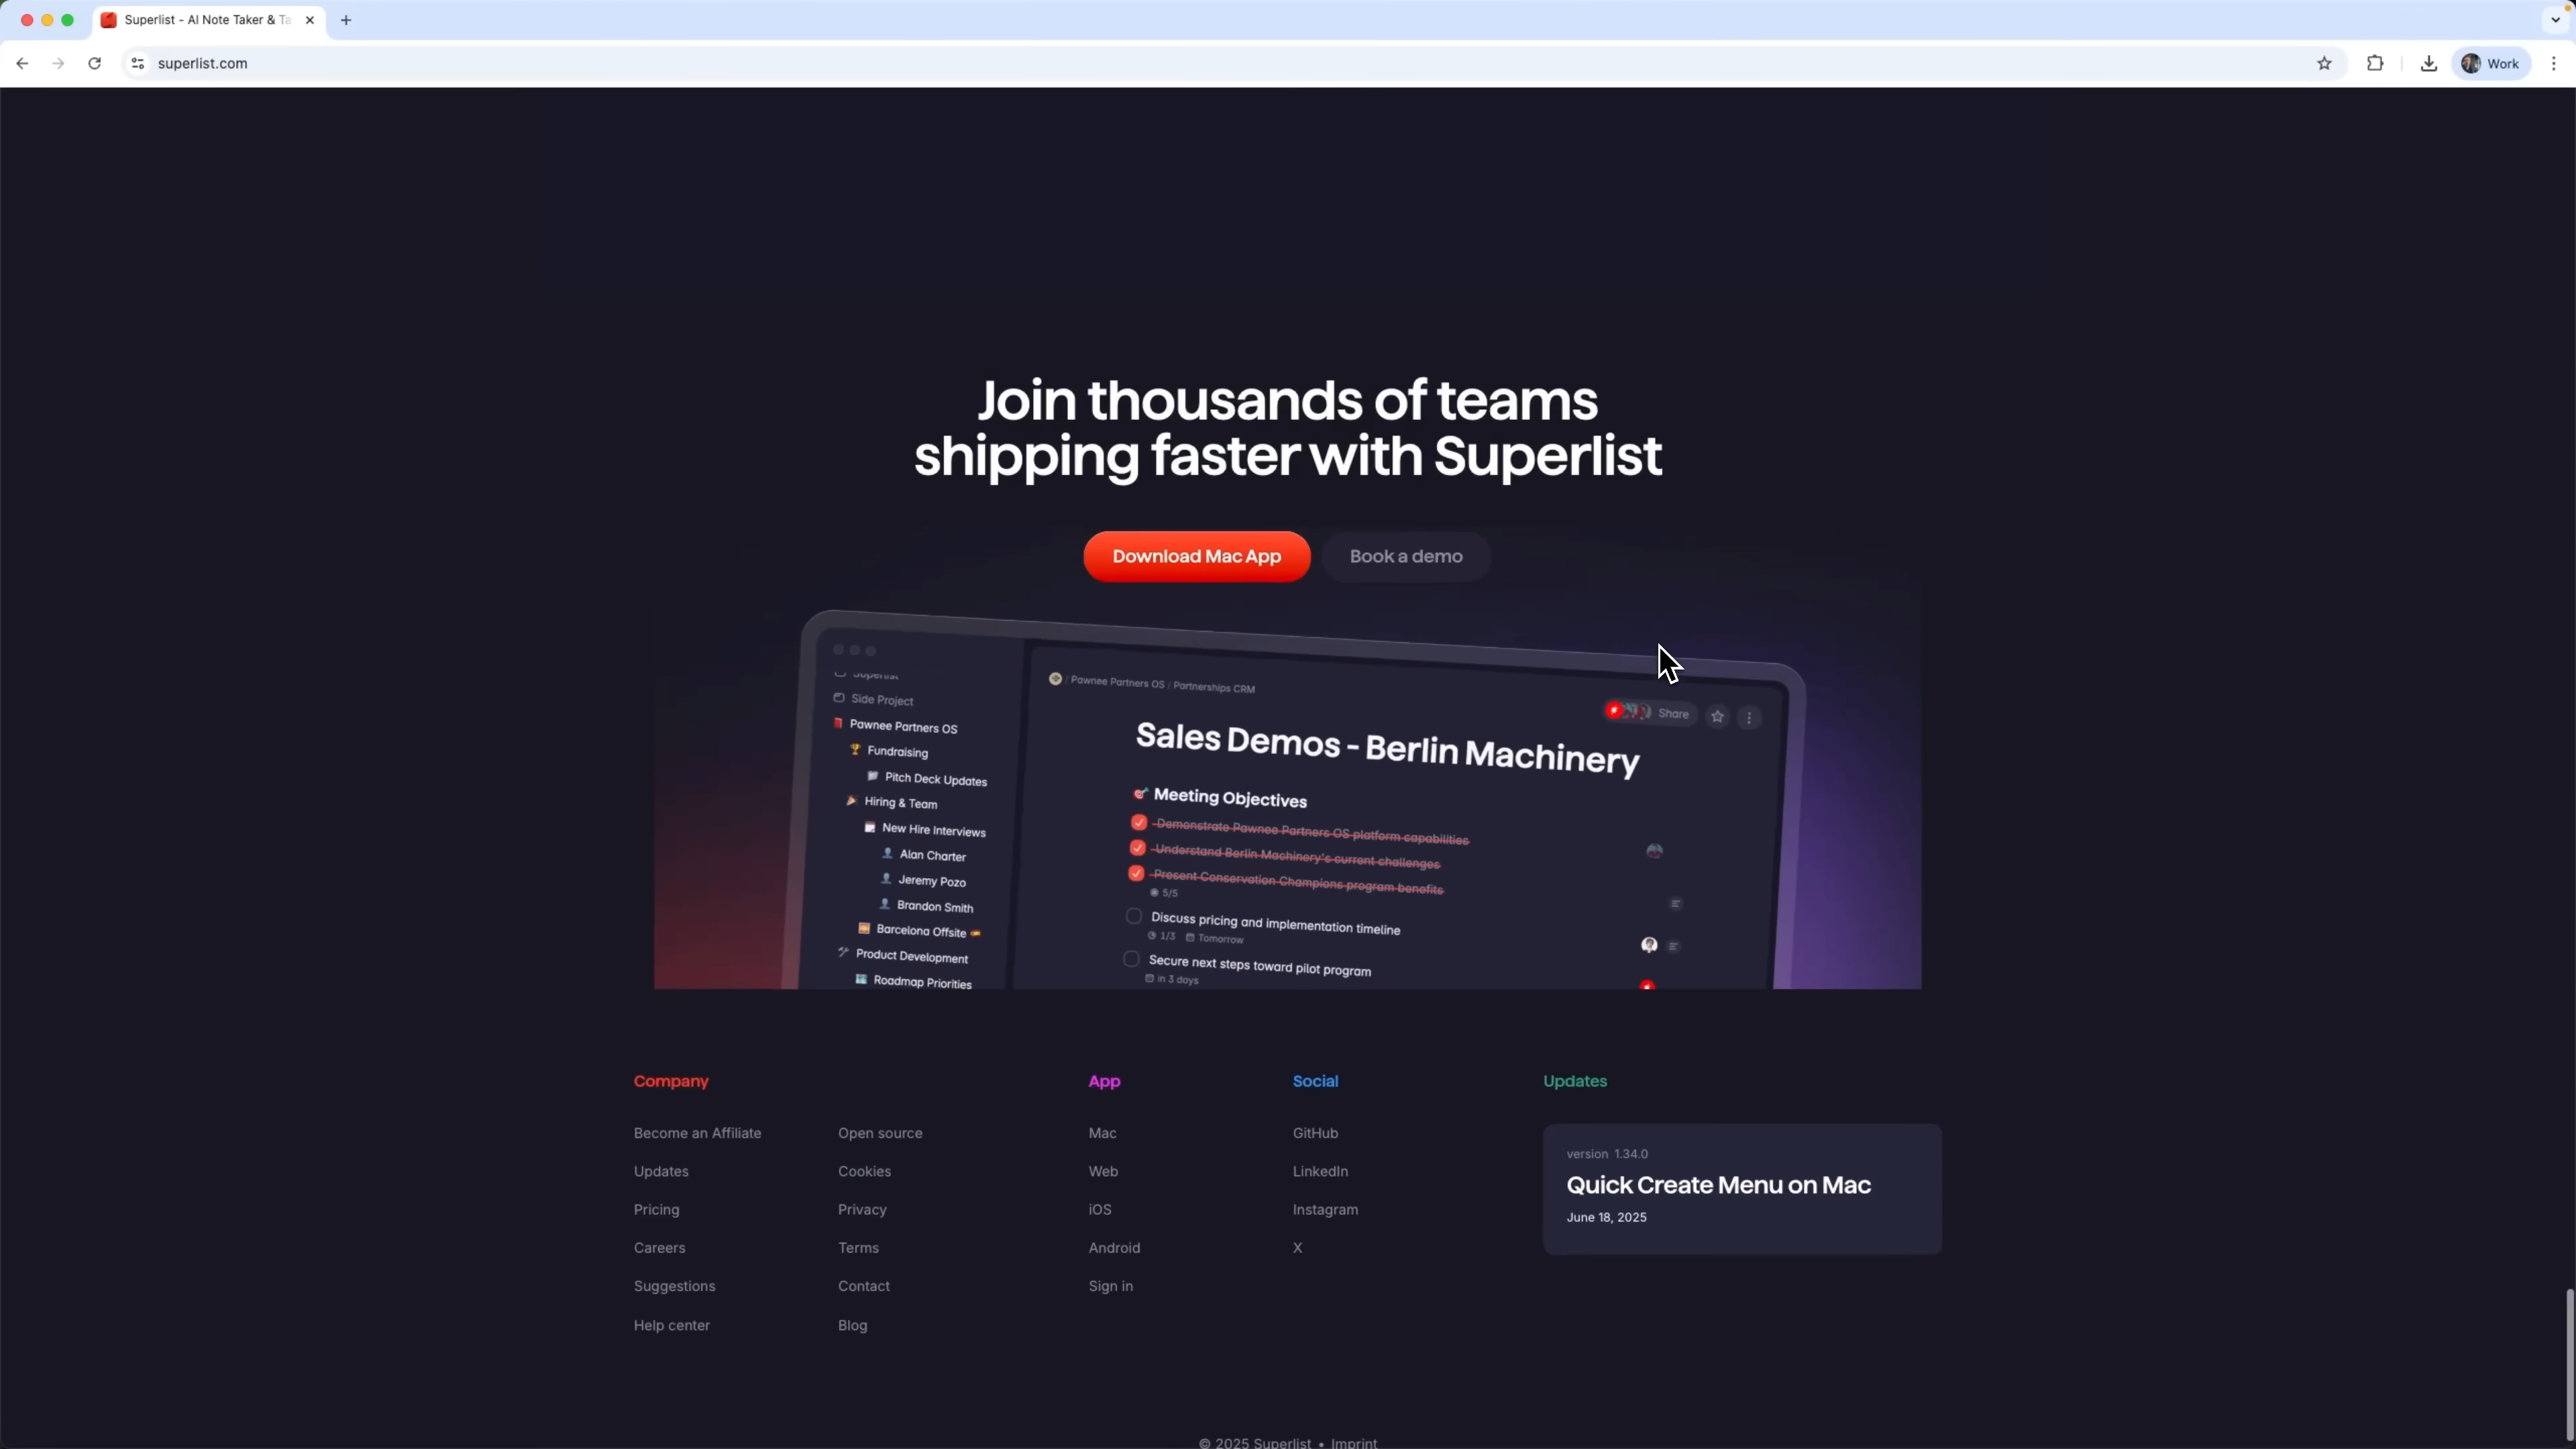 Superlist - AI Note Taker & Ta
superlist.com
Work
Join thousands of teams
shipping faster with Superlist
Download Mac App
Book a demo
Superlist
Side Project
Pawnee Partners OS
Fundraising
Pitch Deck Updates
Hiring & Team
New Hire Interviews
Alan Charter
Jeremy Pozo
Brandon Smith
Barcelona Offsite
Product Development
Roadmap Priorities
/ Pawnee Partners OS / Partnerships CRM
Share
Sales Demos - Berlin Machinery
Meeting Objectives
Demonstrate Pawnee Partners OS platform capabilities
Understand Berlin Machinery's current challenges
Present Conservation Champions program benefits
5/5
Discuss pricing and implementation timeline
1/3 Tomorrow
Secure next steps toward pilot program
in 3 days
Company
Become an Affiliate
Updates
Pricing
Careers
Suggestions
Help center
Open source
Cookies
Privacy
Terms
Contact
Blog
App
Mac
Web
iOS
Android
Sign in
Social
GitHub
LinkedIn
Instagram
X
Updates
version 1.34.0
Quick Create Menu on Mac
June 18, 2025
© 2025 Superlist • Imprint